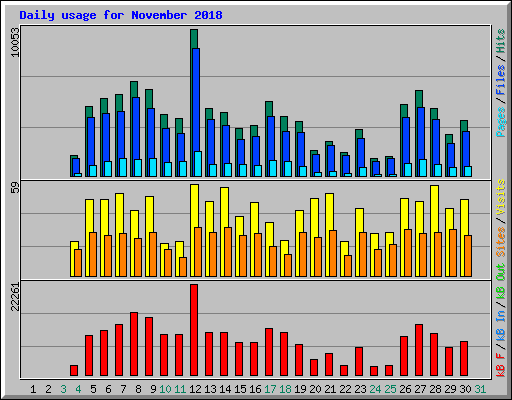 Daily usage for November 2018
10053
Pages / Files / Hits
59
Sites / Visits
22261
kB F / kB In / kB Out
1 2 3 4 5 6 7 8 9 10 11 12 13 14 15 16 17 18 19 20 21 22 23 24 25 26 27 28 29 30 31